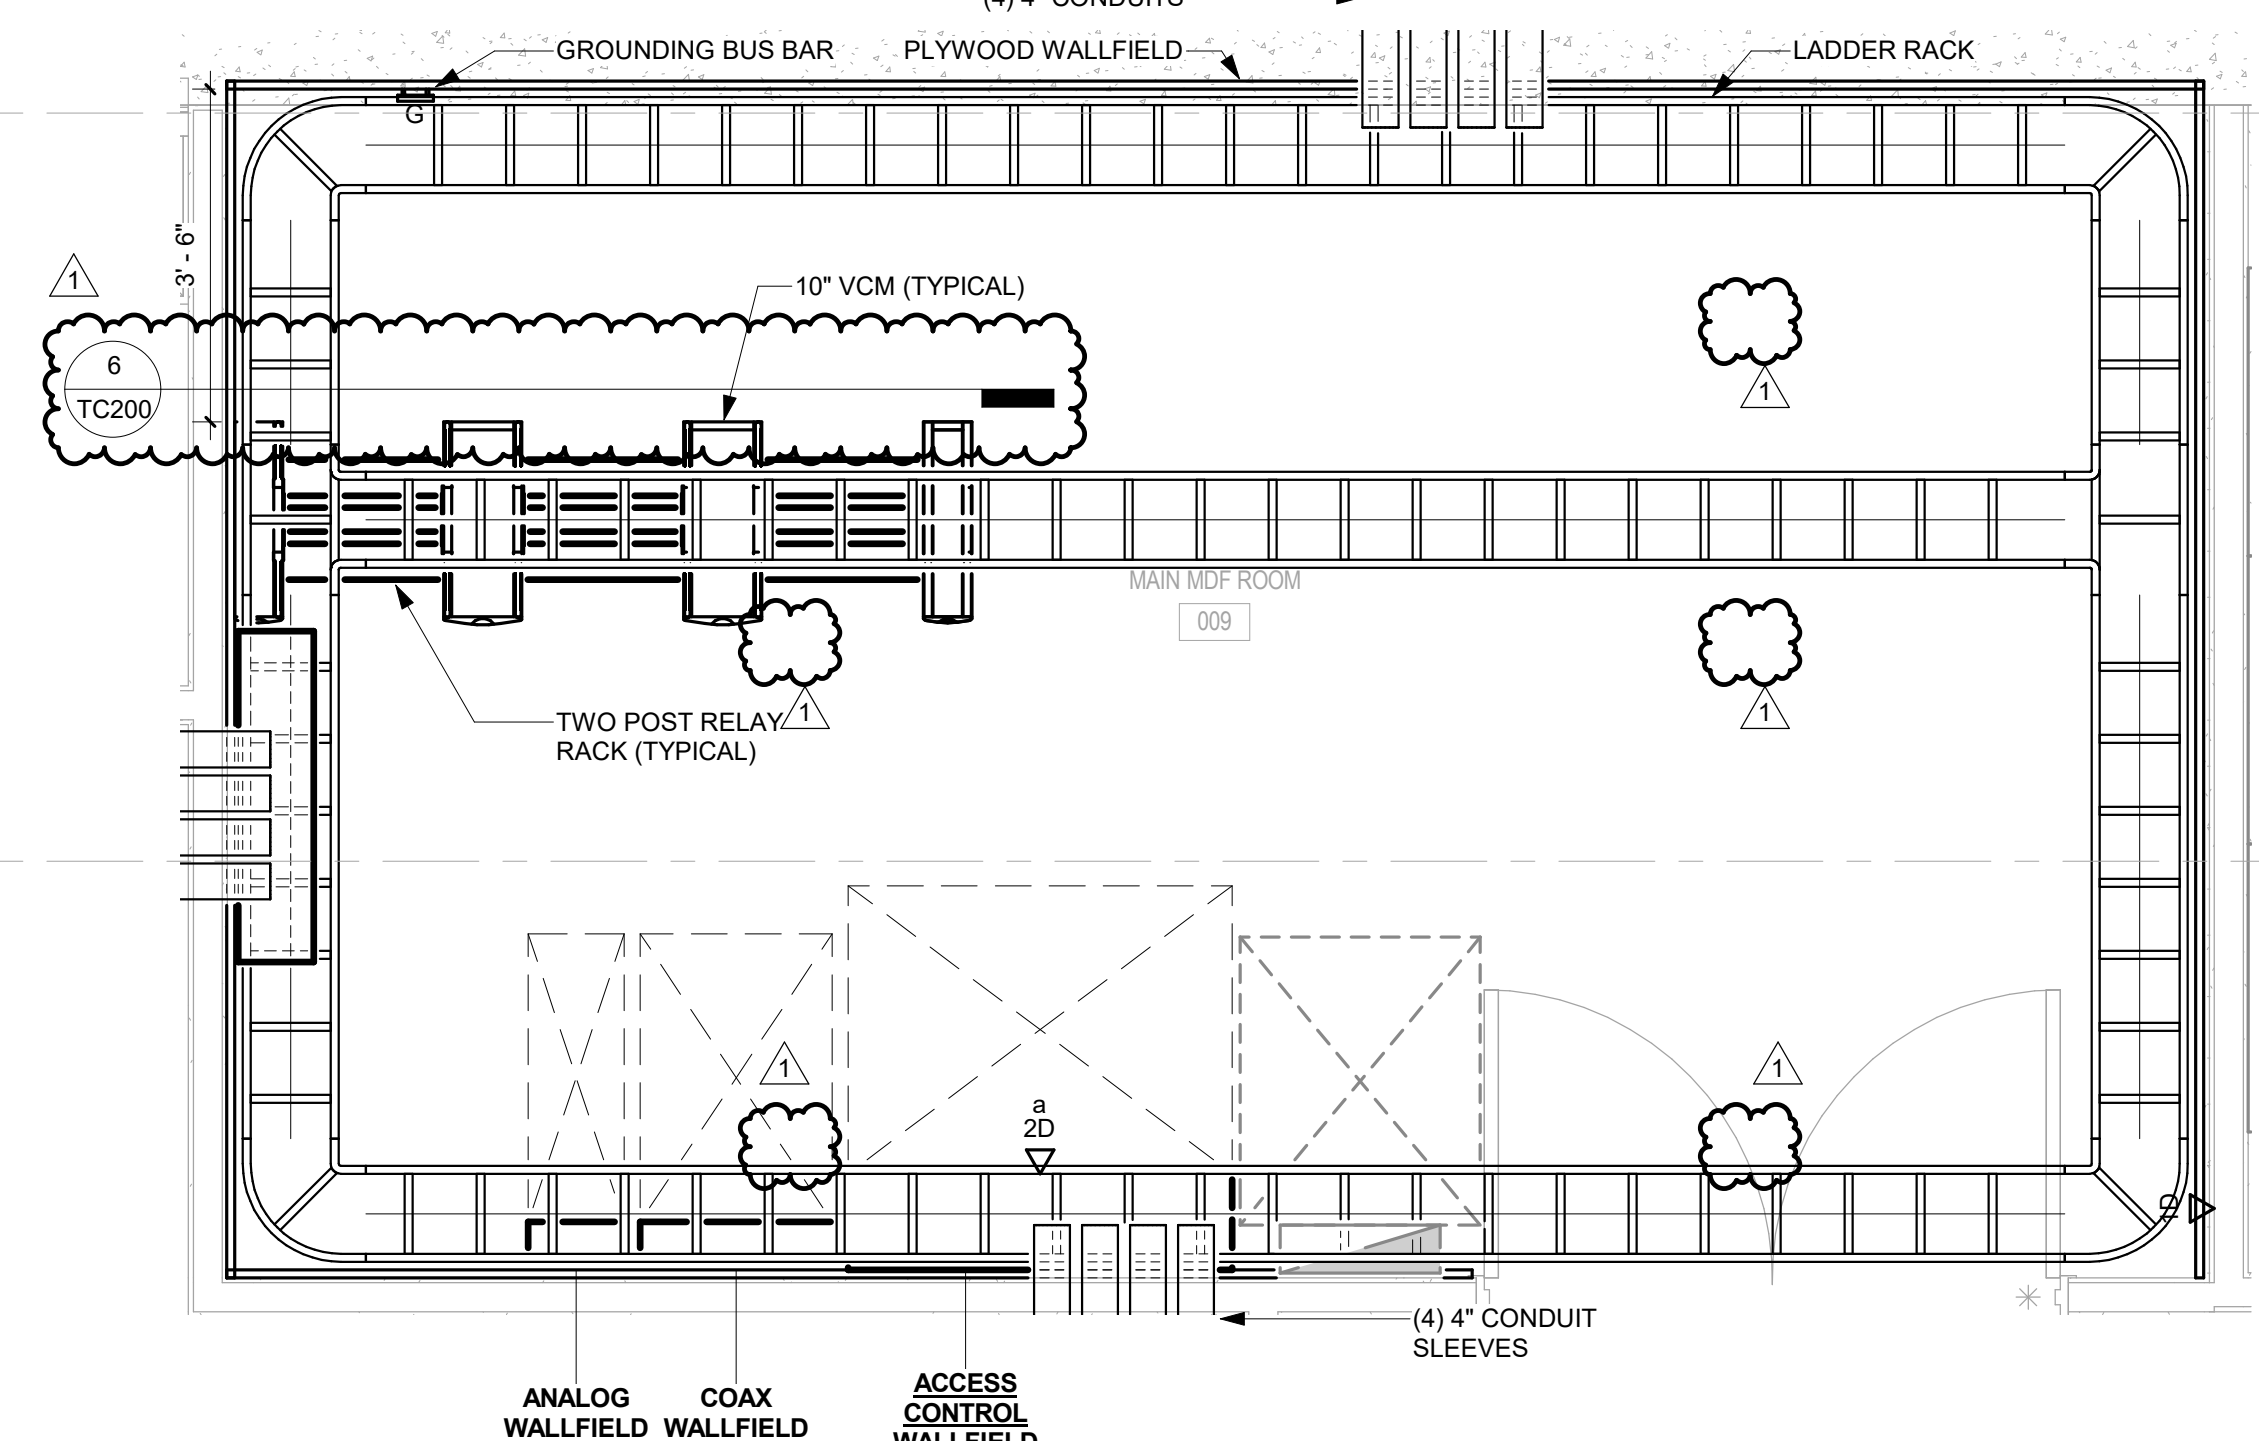 (4) 4" CONDUITS
GROUNDING BUS BAR
PLYWOOD WALLFIELD
LADDER RACK
G
3' - 6"
1
10" VCM (TYPICAL)
6
TC200
1
MAIN MDF ROOM
009
TWO POST RELAY
RACK (TYPICAL)
1
1
1
1
a
2D
1D
(4) 4" CONDUIT
SLEEVES
ANALOG
WALLFIELD
COAX
WALLFIELD
ACCESS
CONTROL
WALLFIELD